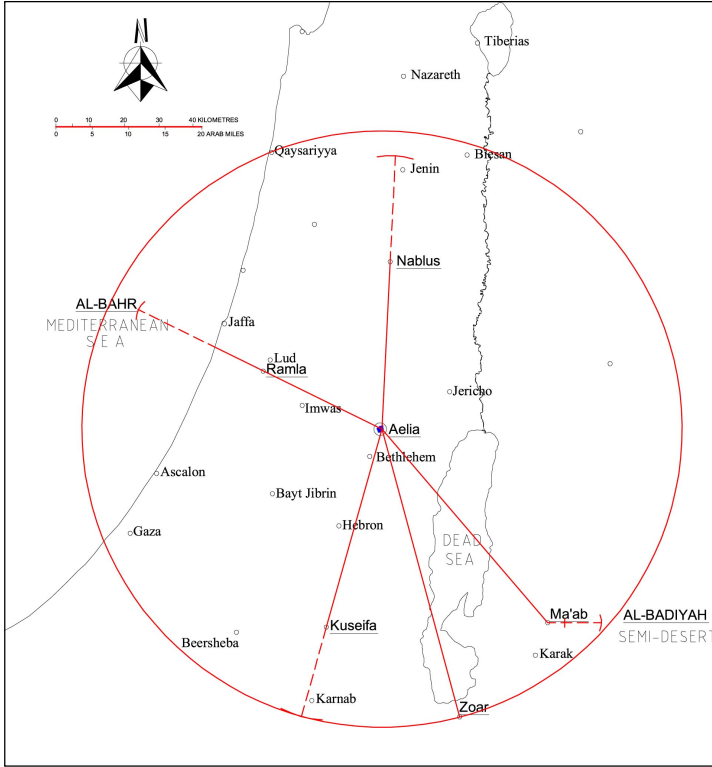 N
Tiberias
Nazareth
0 10 20 30 40 KILOMETRES
0 5 10 15 20 ARAB MILES
Qaysariyya
Biesan
Jenin
Nablus
AL-BAHR
MEDITERRANEAN
SEA
Jaffa
Lud
Ramla
Jericho
Imwas
Aelia
Bethlehem
Ascalon
Bayt Jibrin
Hebron
Gaza
DEAD
SEA
Ma'ab
AL-BADIYAH
Kuseifa
SEMI-DESERT
Beersheba
Karak
Karnab
Zoar